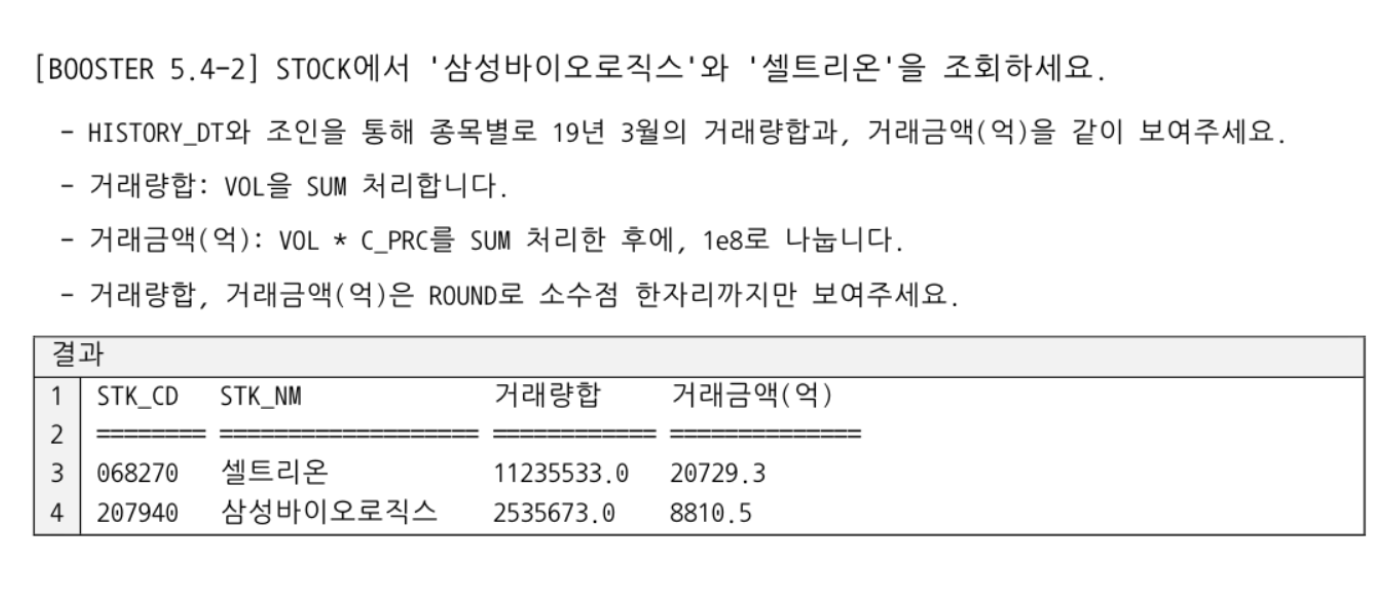 [BOOSTER 5.4-2] STOCK에서 '삼성바이오로직스'와 '셀트리온'을 조회하세요.
- HISTORY_DT와 조인을 통해 종목별로 19년 3월의 거래량합과, 거래금액(억)을 같이 보여주세요.
- 거래량합: VOL을 SUM 처리합니다.
- 거래금액(억): VOL * C_PRC를 SUM 처리한 후에, 1e8로 나눕니다.
- 거래량합, 거래금액(억)은 ROUND로 소수점 한자리까지만 보여주세요.
결과
1 STK_CD STK_NM 거래량합 거래금액(억)
2 ======== =================== ============ ==============
3 068270 셀트리온 11235533.0 20729.3
4 207940 삼성바이오로직스 2535673.0 8810.5